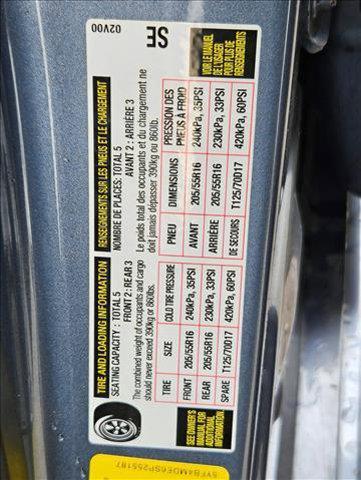 TIRE AND LOADING INFORMATION
SEATING CAPACITY : TOTAL 5
FRONT 2 : REAR 3
The combined weight of occupants and cargo
should never exceed 390kg or 860lb.
TIRE SIZE COLD TIRE PRESSURE
FRONT 205/55R16 240kPa, 35PSI
REAR 205/55R16 230kPa, 33PSI
SPARE T125/70D17 420kPa, 60PSI
SEE OWNER'S
MANUAL FOR
ADDITIONAL
INFORMATION
RENSEIGNEMENTS SUR LES PNEUS ET LE CHARGEMENT
NOMBRE DE PLACES: TOTAL 5
AVANT 2 : ARRIÈRE 3
Le poids total des occupants et du chargement ne
doit jamais dépasser 390kg ou 860lb.
PNEU DIMENSIONS PRESSION DES
PNEUS À FROID
AVANT 205/55R16 240kPa, 35PSI
ARRIÈRE 205/55R16 230kPa, 33PSI
DE SECOURS T125/70D17 420kPa, 60PSI
VOIR LE MANUEL
DE L'USAGER
POUR PLUS DE
RENSEIGNEMENTS
02V00
SE
5YFB4MDE6SP255187